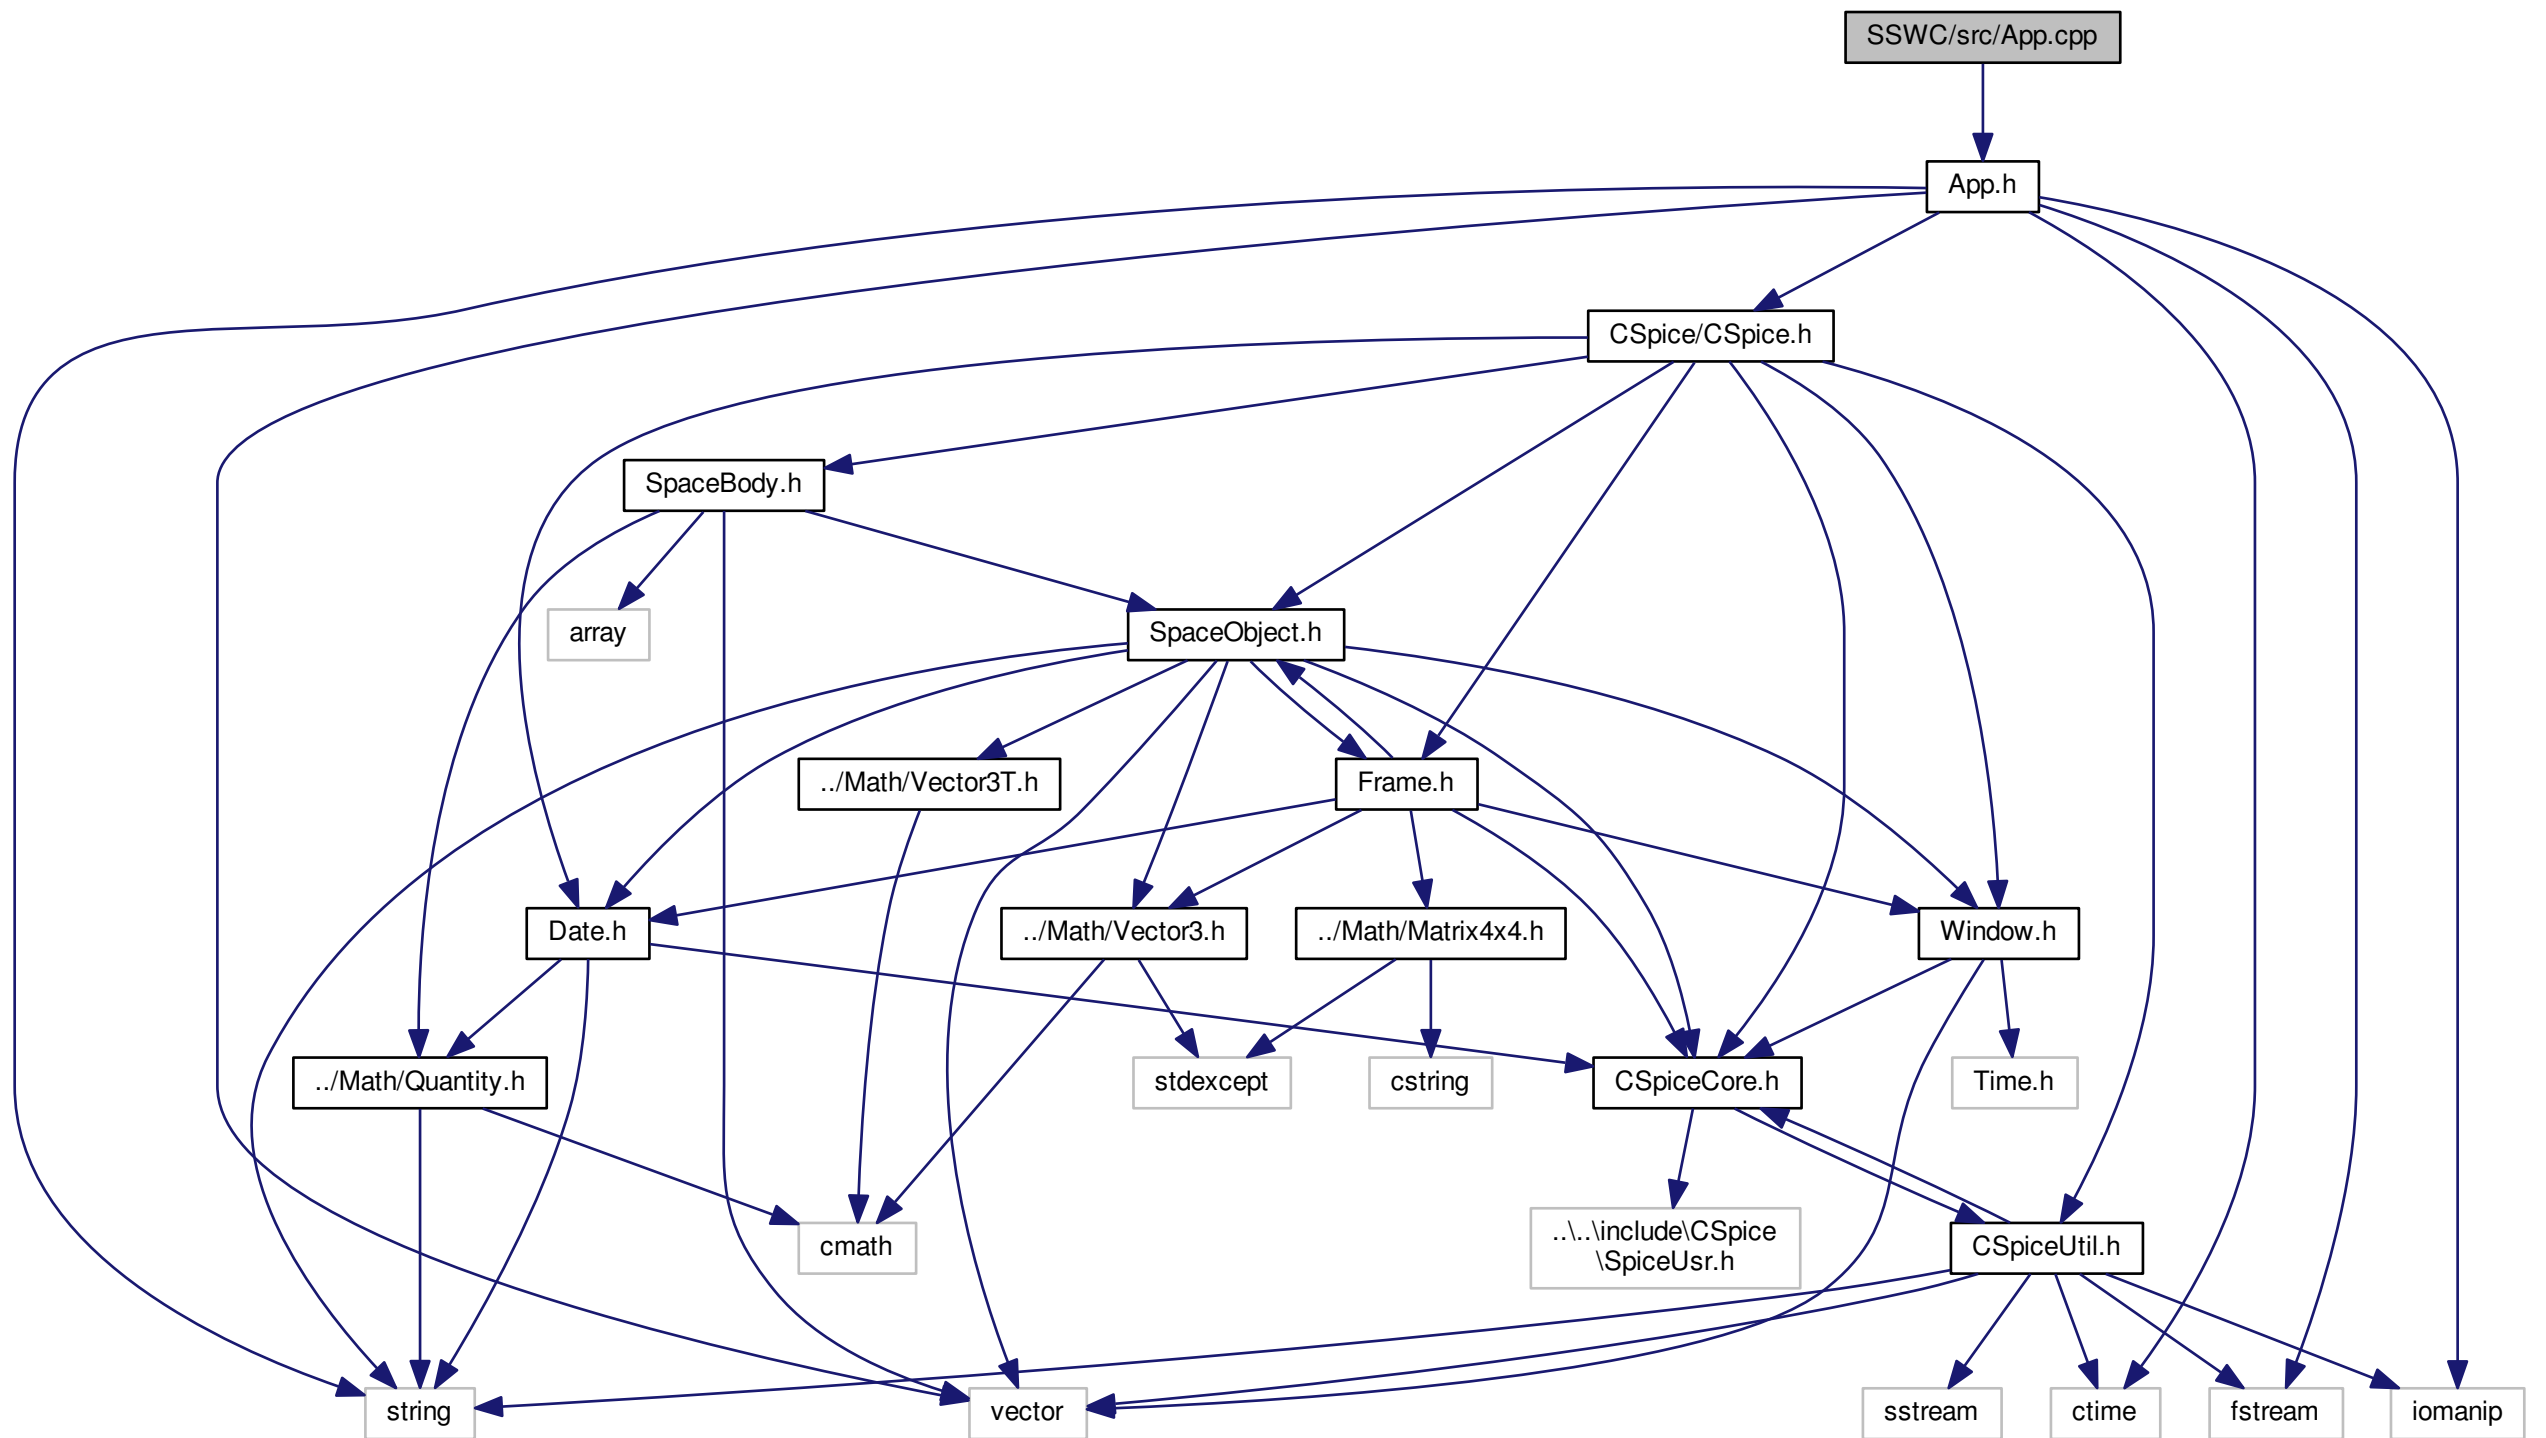 SSWC/src/App.cpp
App.h
CSpice/CSpice.h
SpaceBody.h
array
SpaceObject.h
../Math/Vector3T.h
Frame.h
Date.h
../Math/Vector3.h
../Math/Matrix4x4.h
Window.h
../Math/Quantity.h
stdexcept
cstring
CSpiceCore.h
Time.h
cmath
..\..\include\CSpice
\SpiceUsr.h
CSpiceUtil.h
string
vector
sstream
ctime
fstream
iomanip